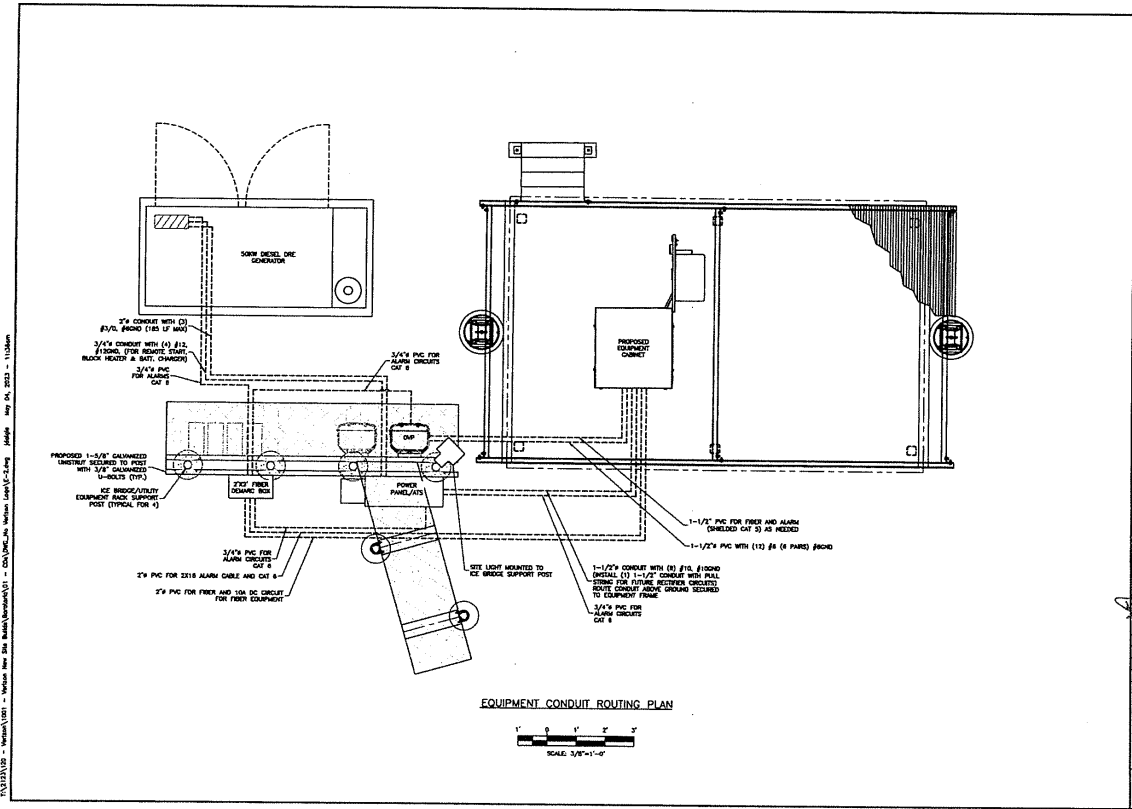 50KW DIESEL DRE
GENERATOR
2"ø CONDUIT WITH (3)
#3/0, #6GND (185 LF MAX)
3/4"ø CONDUIT WITH (4) #12,
#12GND, (FOR REMOTE START,
BLOCK HEATER & BATT. CHARGER)
3/4"ø PVC
FOR ALARMS
CAT 6
3/4"ø PVC FOR
ALARM CIRCUITS
CAT 6
PROPOSED
EQUIPMENT
CABINET
OVP
PROPOSED 1-5/8" GALVANIZED
UNISTRUT SECURED TO POST
WITH 3/8" GALVANIZED
U-BOLTS (TYP.)
ICE BRIDGE/UTILITY
EQUIPMENT RACK SUPPORT
POST (TYPICAL FOR 4)
2'X2' FIBER
DEMARC BOX
POWER
PANEL/ATS
3/4"ø PVC FOR
ALARM CIRCUITS
CAT 6
2"ø PVC FOR 2X18 ALARM CABLE AND CAT 6
2"ø PVC FOR FIBER AND 10A DC CIRCUIT
FOR FIBER EQUIPMENT
SITE LIGHT MOUNTED TO
ICE BRIDGE SUPPORT POST
1-1/2" PVC FOR FIBER AND ALARM
(SHIELDED CAT 5) AS NEEDED
1-1/2"ø PVC WITH (12) #6 (6 PAIRS) #6GND
1-1/2"ø CONDUIT WITH (8) #10, #10GND
(INSTALL (1) 1-1/2" CONDUIT WITH PULL
STRING FOR FUTURE RECTIFIER CIRCUITS)
ROUTE CONDUIT ABOVE GROUND SECURED
TO EQUIPMENT FRAME
3/4"ø PVC FOR
ALARM CIRCUITS
CAT 6
EQUIPMENT CONDUIT ROUTING PLAN
1' 0 1' 2' 3'
SCALE: 3/8"=1'-0"
May 04, 2023 - 11:36am